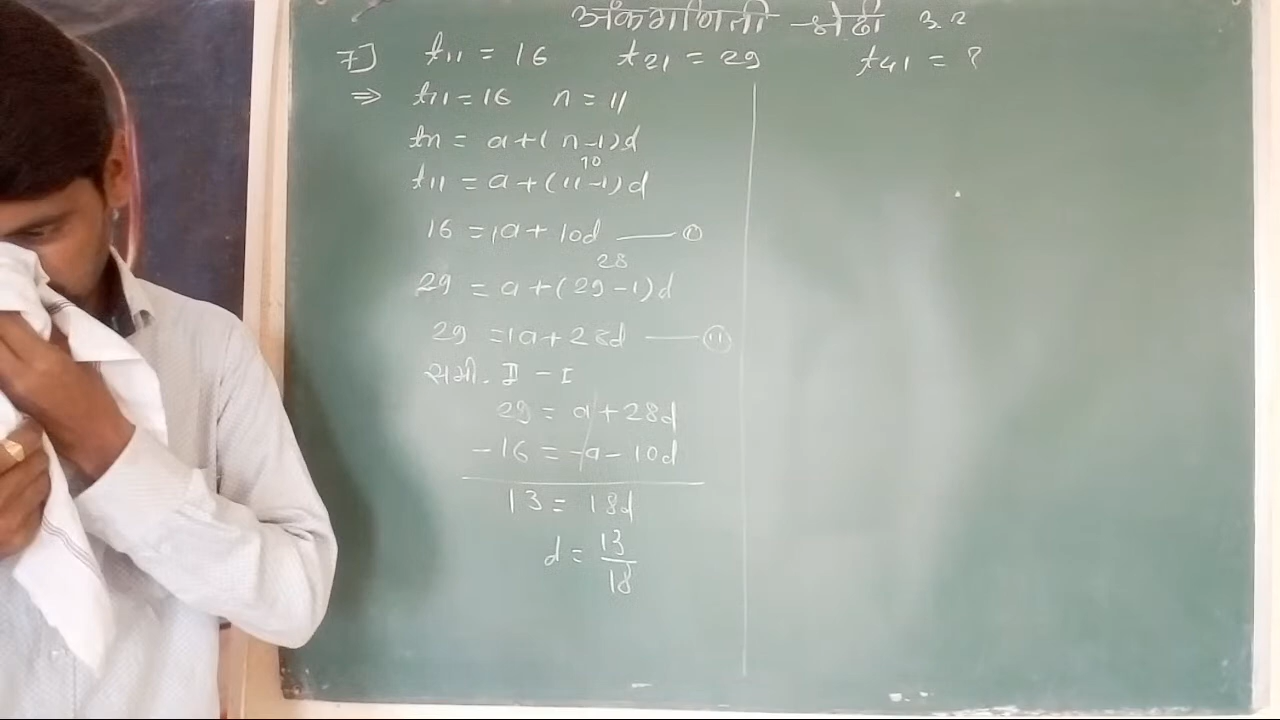 अंकगणिती श्रेढी 3.2
7] t11 = 16 t21 = 29 t41 = ?
⇒ t11 = 16 n = 11
tn = a + (n-1)d
10
t11 = a + (11-1)d
16 = 1a + 10d —— I
28
29 = a + (29-1)d
29 = 1a + 28d —— II
समी. II - I
29 = a + 28d
-16 = -a - 10d
13 = 18d
d = 13/18